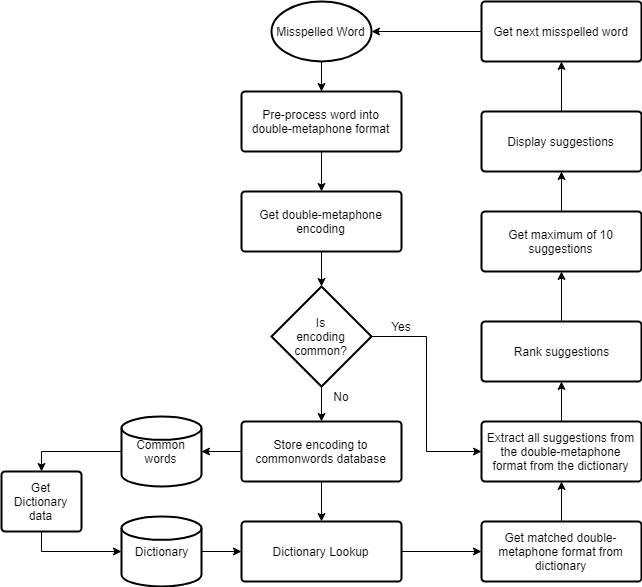 Misspelled Word
Get next misspelled word
Pre-process word into
double-metaphone format
Display suggestions
Get double-metaphone
encoding
Get maximum of 10
suggestions
Is
encoding
common?
Yes
Rank suggestions
No
Common
words
Store encoding to
commonwords database
Extract all suggestions from
the double-metaphone
format from the dictionary
Get
Dictionary
data
Dictionary
Dictionary Lookup
Get matched double-
metaphone format from
dictionary